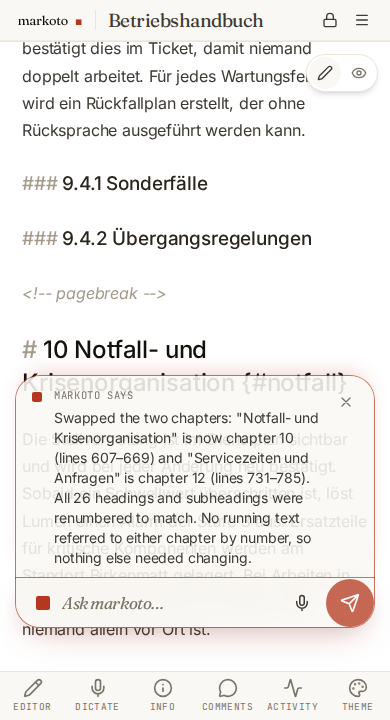 markoto
Betriebshandbuch
bestätigt dies im Ticket, damit niemand
doppelt arbeitet. Für jedes Wartungsfe
wird ein Rückfallplan erstellt, der ohne
Rücksprache ausgeführt werden kann.
### 9.4.1 Sonderfälle
### 9.4.2 Übergangsregelungen
<!-- pagebreak -->
# 10 Notfall- und
Krisenorganisation {#notfall}
MARKOTO SAYS
Swapped the two chapters: "Notfall- und
Krisenorganisation" is now chapter 10
(lines 607–669) and "Servicezeiten und
Anfragen" is chapter 12 (lines 731–785).
All 26 headings and subheadings were
renumbered to match. No running text
referred to either chapter by number, so
nothing else needed changing.
Ask markoto...
niemand allein vor Ort ist.
EDITOR
DICTATE
INFO
COMMENTS
ACTIVITY
THEME